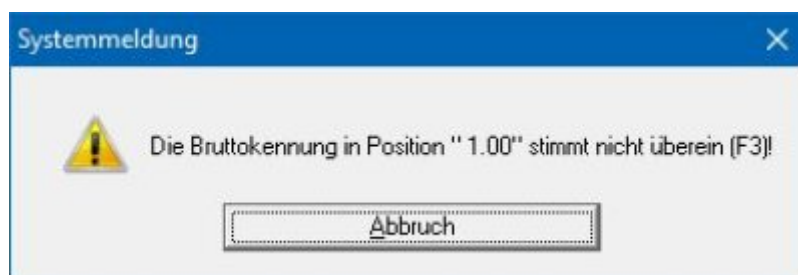 Systemmeldung
Die Bruttokennung in Position " 1.00" stimmt nicht überein (F3)!
Abbruch